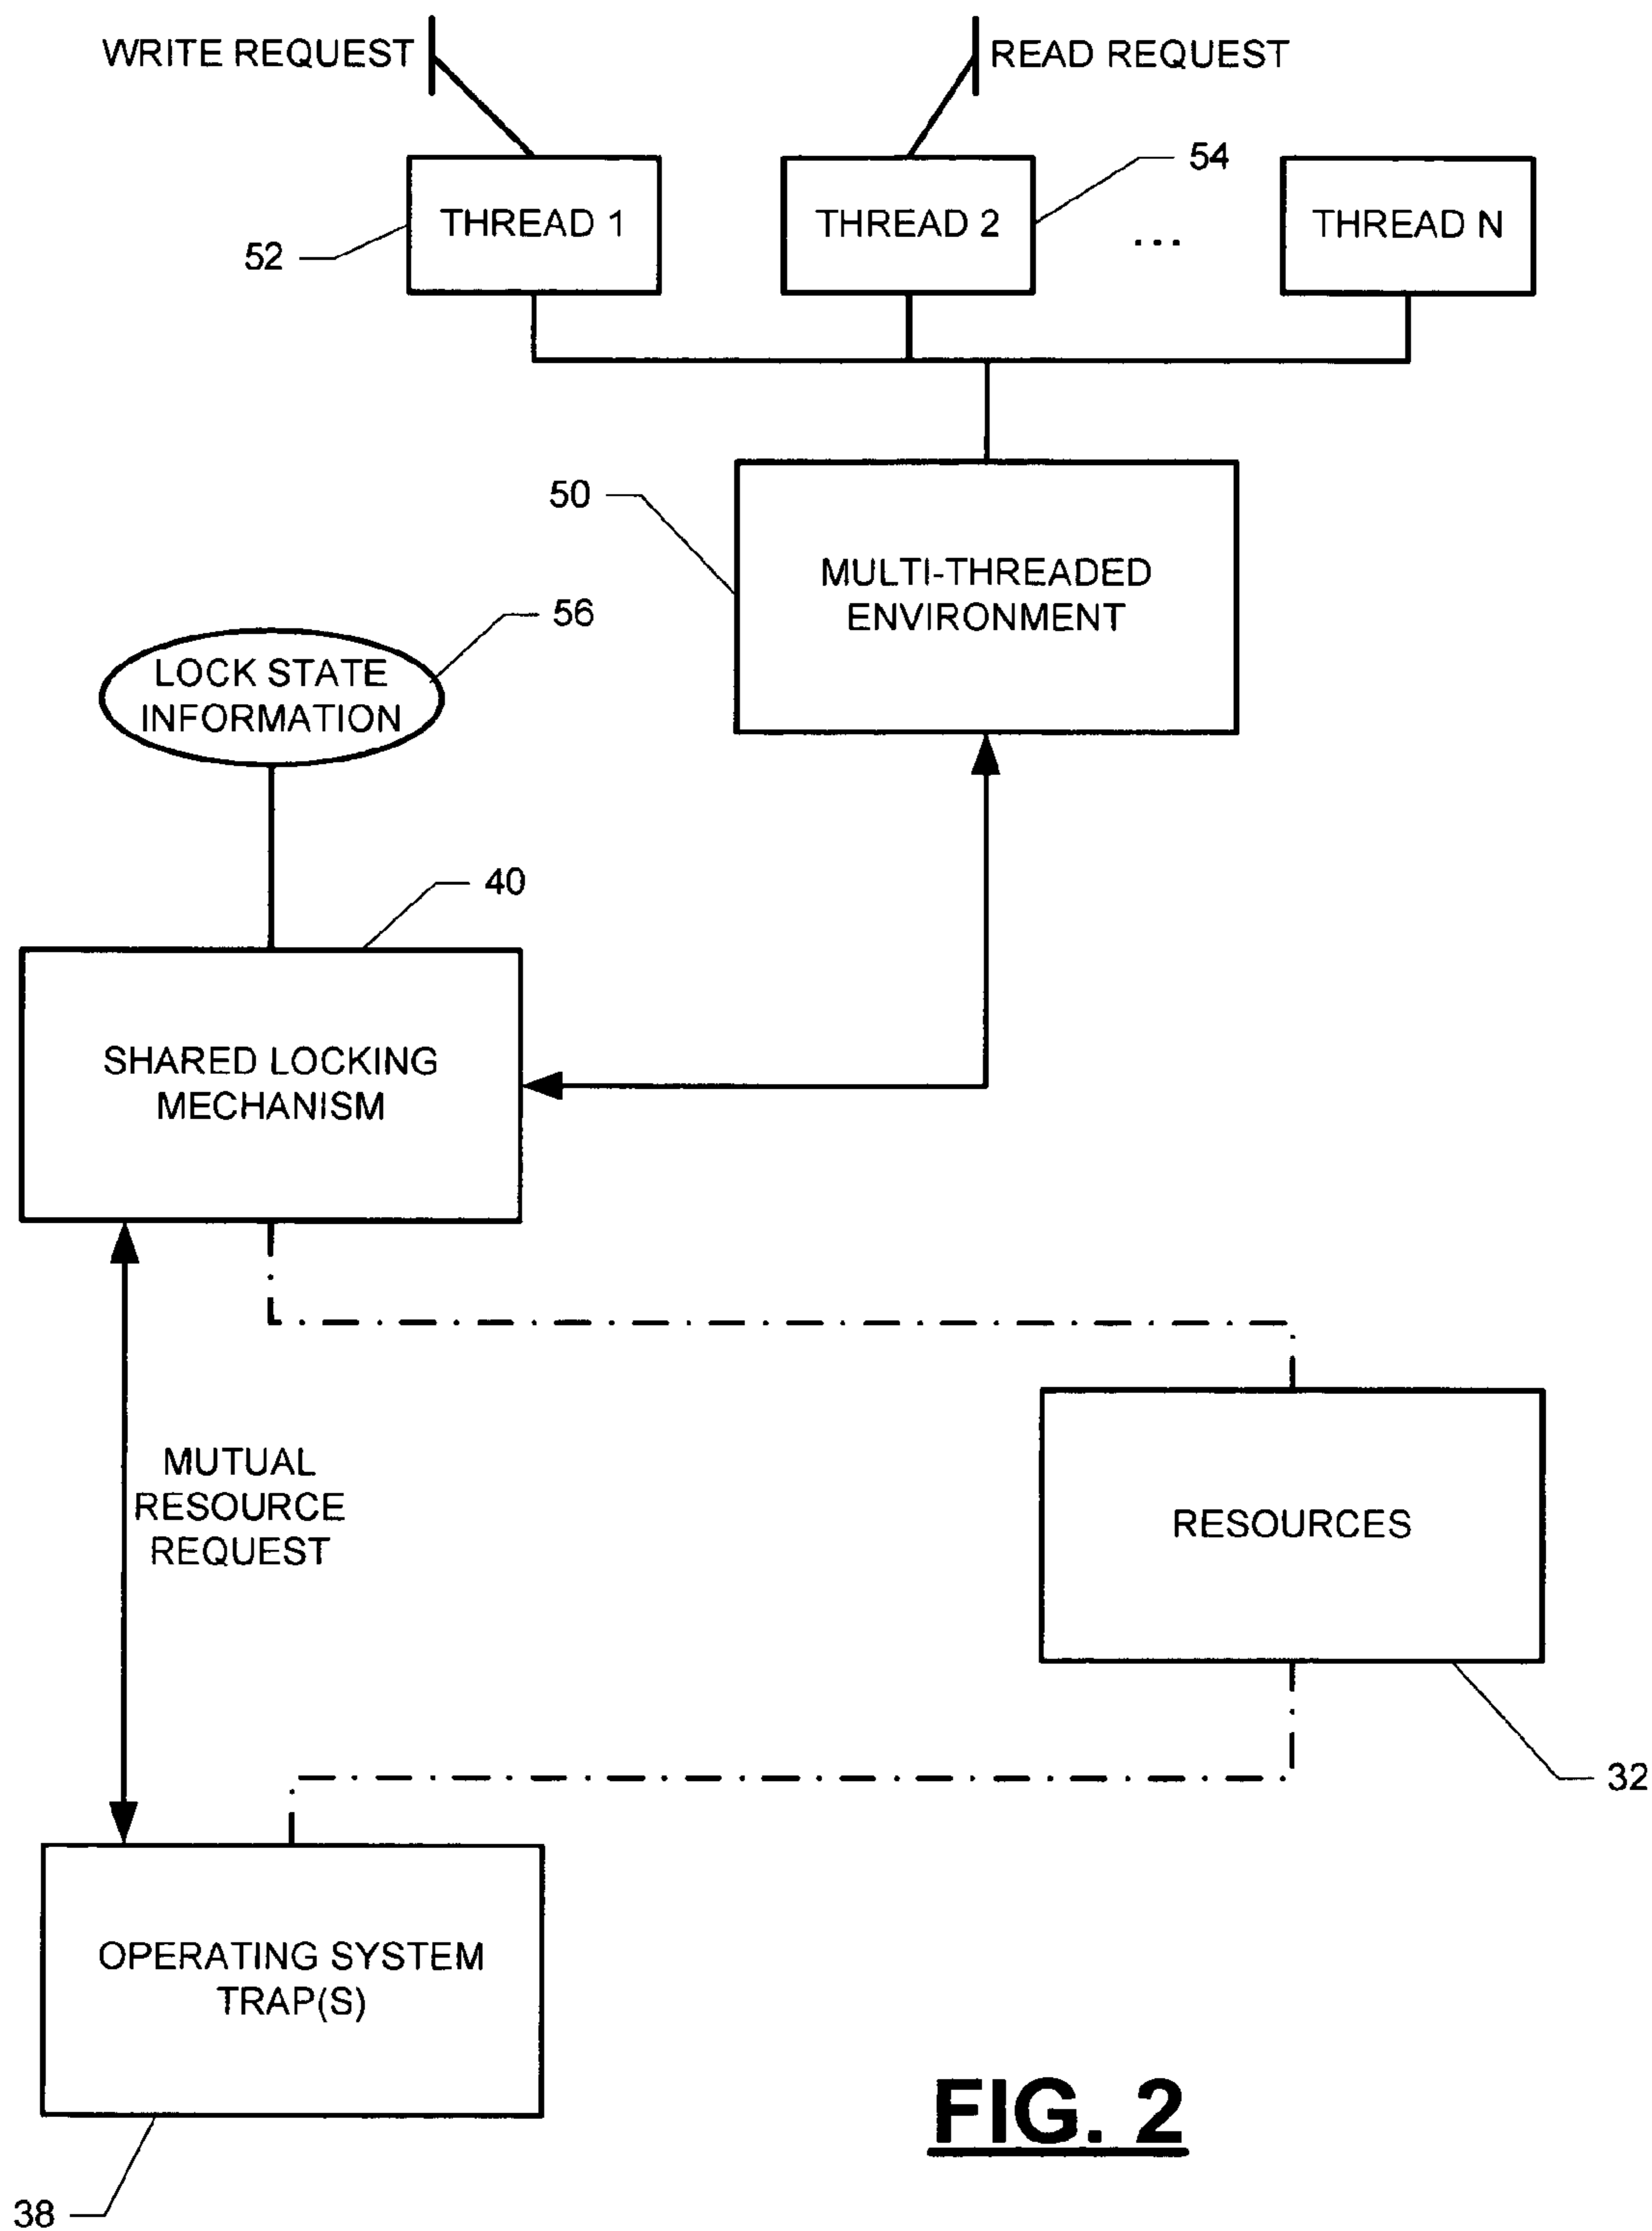 WRITE REQUEST
READ REQUEST
54
THREAD 1
THREAD 2
...
THREAD N
52
50
MULTI-THREADED
ENVIRONMENT
56
LOCK STATE
INFORMATION
40
SHARED LOCKING
MECHANISM
MUTUAL
RESOURCE
REQUEST
RESOURCES
32
OPERATING SYSTEM
TRAP(S)
38
FIG. 2